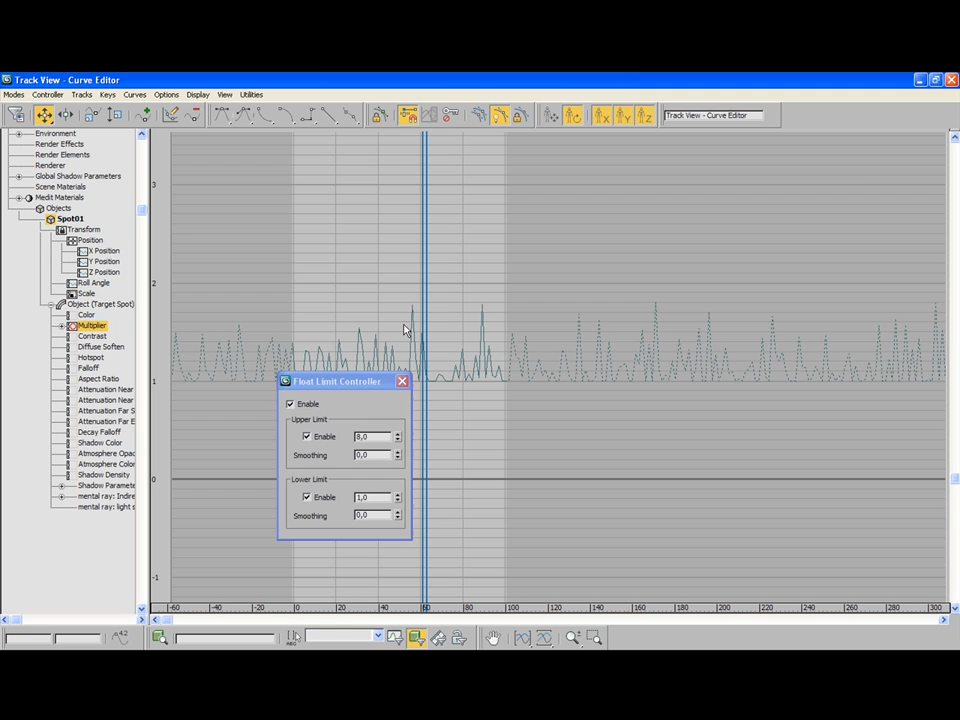 Track View - Curve Editor
Modes Controller Tracks Keys Curves Options Display View Utilities
Track View - Curve Editor
Environment
Render Effects
Render Elements
Renderer
Global Shadow Parameters
Scene Materials
Medit Materials
Objects
Spot01
Transform
Position
X Position
Y Position
Z Position
Roll Angle
Scale
Object (Target Spot)
Color
Multiplier
Contrast
Diffuse Soften
Hotspot
Falloff
Aspect Ratio
Attenuation Near
Attenuation Near
Attenuation Far S
Attenuation Far E
Decay Falloff
Shadow Color
Atmosphere Opac
Atmosphere Color
Shadow Density
Shadow Paramete
mental ray: Indire
mental ray: light s
3
2
1
0
-1
Float Limit Controller
Enable
Upper Limit
Enable 8,0
Smoothing 0,0
Lower Limit
Enable 1,0
Smoothing 0,0
-60 -40 -20 0 20 40 60 80 100 120 140 160 180 200 220 240 260 280 300